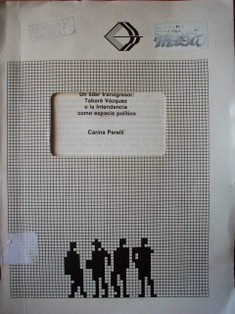 Un líder transgresor:
Tabaré Vázquez
o la Intendencia
como espacio político
Carina Perelli